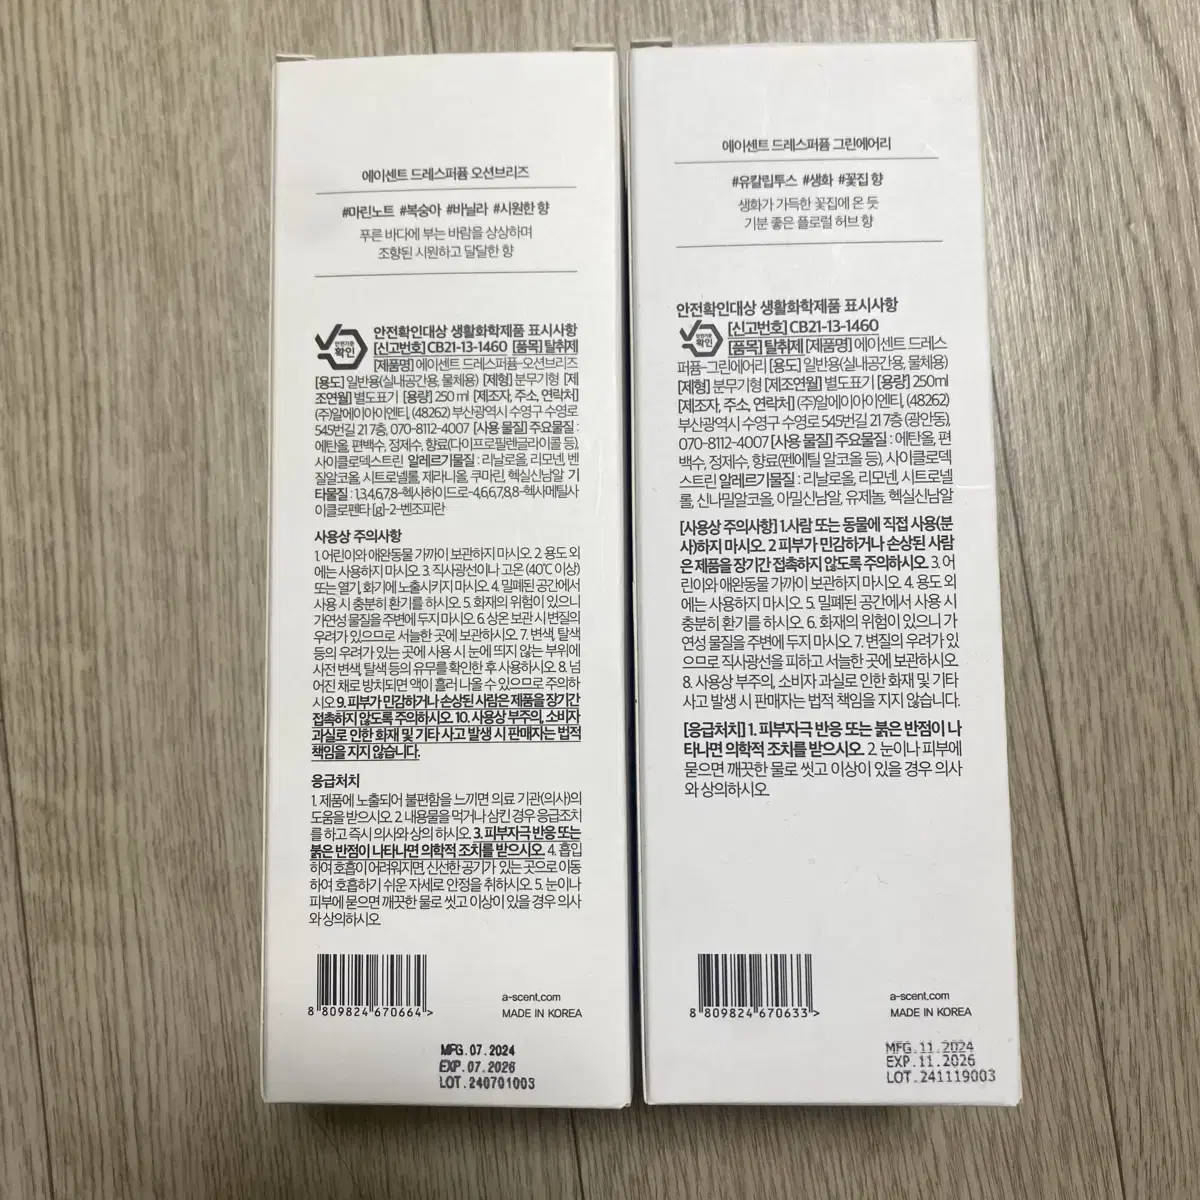 에이센트 드레스퍼퓸 오션브리즈
#마린노트 #복숭아 #바닐라 #시원한 향
푸른 바다에 부는 바람을 상상하며
조향된 시원하고 달달한 향
안전기준
확인
안전확인대상 생활화학제품 표시사항
[신고번호] CB21-13-1460 [품목] 탈취제
[제품명] 에이센트 드레스퍼퓸-오션브리즈
[용도] 일반용(실내공간용, 물체용) [제형] 분무기형 [제
조연월] 별도표기 [용량] 250 ml [제조자, 주소, 연락처]
(주)알에이아이엔티, (48262) 부산광역시 수영구 수영로
545번길 21 7층, 070-8112-4007 [사용 물질] 주요물질 :
에탄올, 편백수, 정제수, 향료(다이프로필렌글라이콜 등),
사이클로덱스트린 알레르기물질 : 리날로올, 리모넨, 벤
질알코올, 시트로넬롤, 제라니올, 쿠마린, 헥실신남알 기
타물질 : 1,3,4,6,7,8-헥사하이드로-4,6,6,7,8,8-헥사메틸사
이클로펜타 [g]-2-벤조피란
사용상 주의사항
1. 어린이와 애완동물 가까이 보관하지 마시오 2. 용도 외
에는 사용하지 마시오. 3. 직사광선이나 고온 (40℃ 이상)
또는 열기, 화기에 노출시키지 마시오 4. 밀폐된 공간에서
사용 시 충분히 환기를 하시오 5. 화재의 위험이 있으니
가연성 물질을 주변에 두지 마시오 6. 상온 보관 시 변질의
우려가 있으므로 서늘한 곳에 보관하시오. 7. 변색, 탈색
등의 우려가 있는 곳에 사용 시 눈에 띄지 않는 부위에
사전 변색, 탈색 등의 유무를 확인한 후 사용하시오. 8. 넘
어진 채로 방치되면 액이 흘러 나올 수 있으므로 주의하
시오 9. 피부가 민감하거나 손상된 사람은 제품을 장기간
접촉하지 않도록 주의하시오. 10. 사용상 부주의, 소비자
과실로 인한 화재 및 기타 사고 발생 시 판매자는 법적
책임을 지지 않습니다.
응급처치
1. 제품에 노출되어 불편함을 느끼면 의료 기관(의사)의
도움을 받으시오 2. 내용물을 먹거나 삼킨 경우 응급조치
를 하고 즉시 의사와 상의 하시오. 3. 피부자극 반응 또는
붉은 반점이 나타나면 의학적 조치를 받으시오. 4. 흡입
하여 호흡이 어려워지면, 신선한 공기가 있는 곳으로 이동
하여 호흡하기 쉬운 자세로 안정을 취하시오. 5. 눈이나
피부에 묻으면 깨끗한 물로 씻고 이상이 있을 경우 의사
와 상의하시오.
8 809824 670664 >
a-scent.com
MADE IN KOREA
MFG.07.2024
EXP.07.2026
LOT.240701003
에이센트 드레스퍼퓸 그린에어리
#유칼립투스 #생화 #꽃집 향
생화가 가득한 꽃집에 온 듯
기분 좋은 플로럴 허브 향
안전확인대상 생활화학제품 표시사항
안전기준
확인
[신고번호] CB21-13-1460
[품목] 탈취제 [제품명] 에이센트 드레스
퍼퓸-그린에어리 [용도] 일반용(실내공간용, 물체용)
[제형] 분무기형 [제조연월] 별도표기 [용량] 250ml
[제조자, 주소, 연락처] (주)알에이아이엔티, (48262)
부산광역시 수영구 수영로 545번길 21 7층 (광안동),
070-8112-4007 [사용 물질] 주요물질 : 에탄올, 편
백수, 정제수, 향료(펜에틸 알코올 등), 사이클로덱
스트린 알레르기물질 : 리날로올, 리모넨, 시트로넬
롤, 신나밀알코올, 아밀신남알, 유제놀, 헥실신남알
[사용상 주의사항] 1.사람 또는 동물에 직접 사용(분
사)하지 마시오. 2 피부가 민감하거나 손상된 사람
은 제품을 장기간 접촉하지 않도록 주의하시오. 3. 어
린이와 애완동물 가까이 보관하지 마시오. 4. 용도 외
에는 사용하지 마시오. 5. 밀폐된 공간에서 사용 시
충분히 환기를 하시오. 6. 화재의 위험이 있으니 가
연성 물질을 주변에 두지 마시오. 7. 변질의 우려가 있
으므로 직사광선을 피하고 서늘한 곳에 보관하시오.
8. 사용상 부주의, 소비자 과실로 인한 화재 및 기타
사고 발생 시 판매자는 법적 책임을 지지 않습니다.
[응급처치] 1. 피부자극 반응 또는 붉은 반점이 나
타나면 의학적 조치를 받으시오. 2. 눈이나 피부에
묻으면 깨끗한 물로 씻고 이상이 있을 경우 의사
와 상의하시오.
8 809824 670633 >
a-scent.com
MADE IN KOREA
MFG.11.2024
EXP.11.2026
LOT.241119003